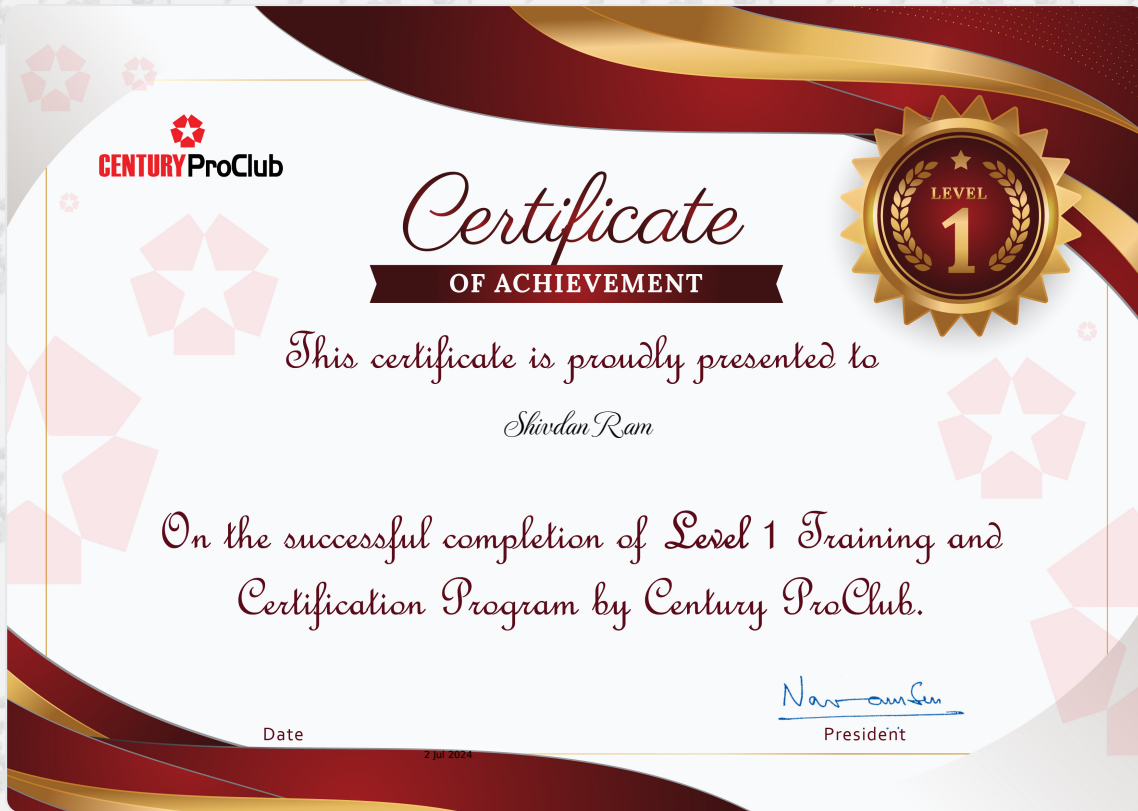 CENTURY ProClub
Certificate
OF ACHIEVEMENT
LEVEL
1
This certificate is proudly presented to
Shivdan Ram
On the successful completion of Level 1 Training and
Certification Program by Century ProClub.
Date
President
2 Jul 2024